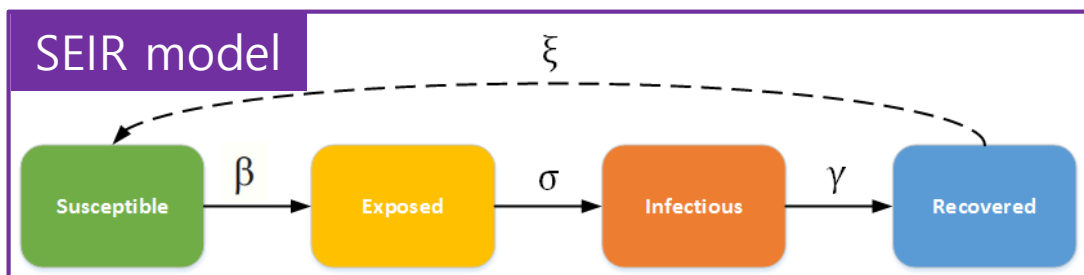 SEIR model
ξ
β
σ
γ
Susceptible
Exposed
Infectious
Recovered